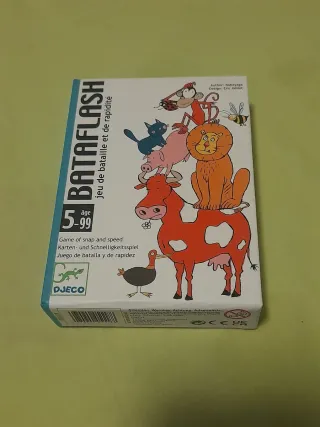 BATAFLASH
jeu de bataille et de rapidité
5-99
âge
Game of snap and speed
Karten- und Schnelligkeitsspiel
Juego de batalla y de rapidez
DJECO